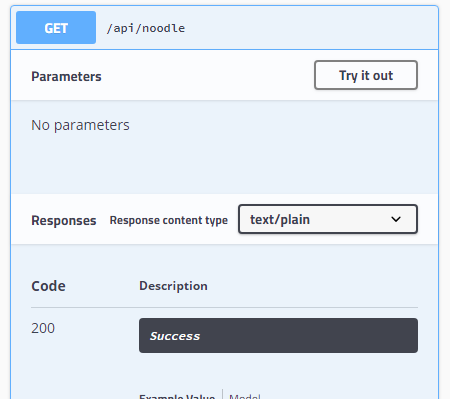 GET /api/noodle
Parameters Try it out
No parameters
Responses Response content type text/plain
Code Description
200 Success
Example Value Model